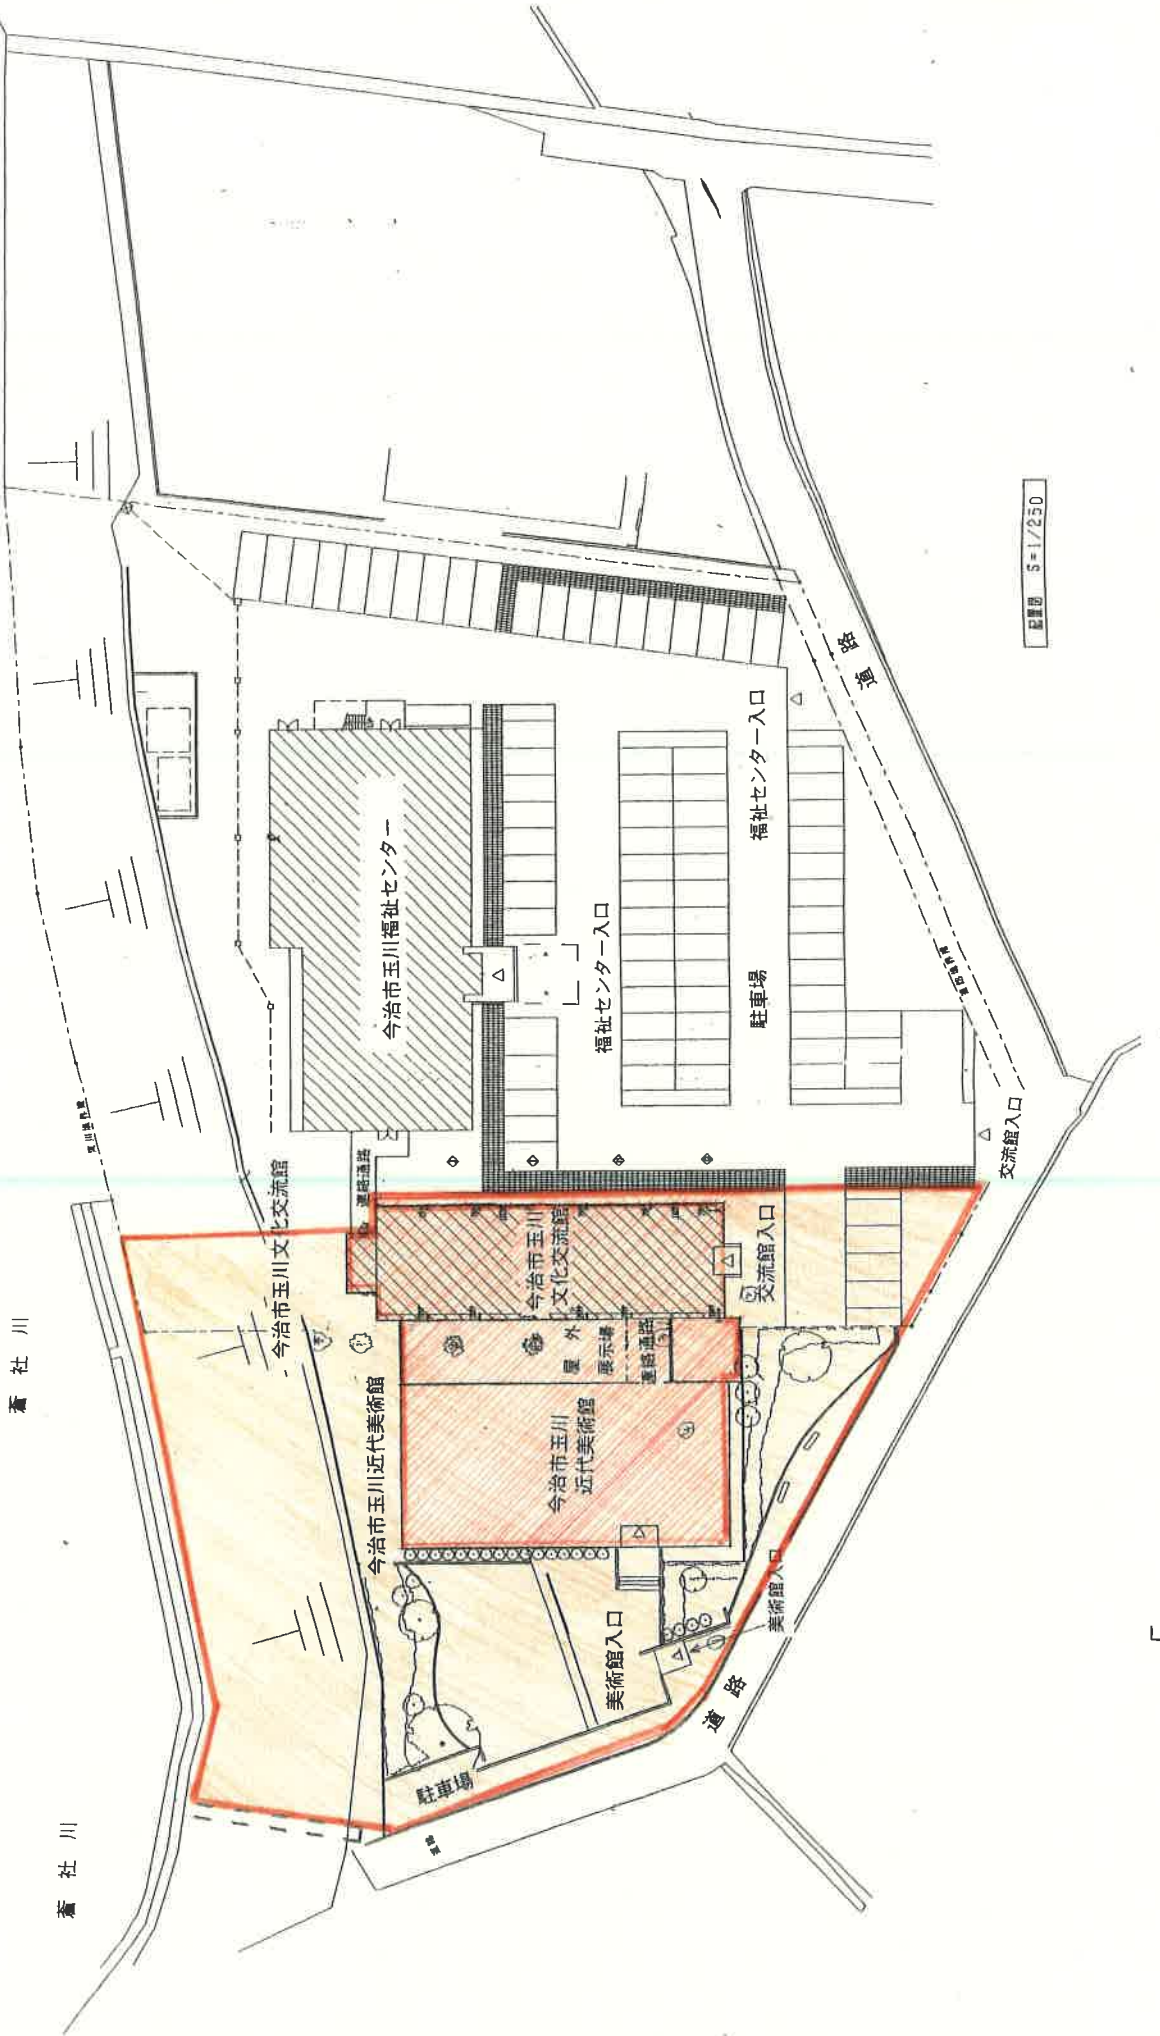 蒼社川
蒼社川
今治市玉川文化交流館
今治市玉川近代美術館
連絡通路
今治市玉川福祉センター
今治市玉川
文化交流館
屋外
展示場
連絡通路
今治市玉川
近代美術館
福祉センター入口
駐車場
福祉センター入口
交流館入口
交流館入口
美術館入口
美術館入口
駐車場
道路
道路
道路
配置図 S=1/250